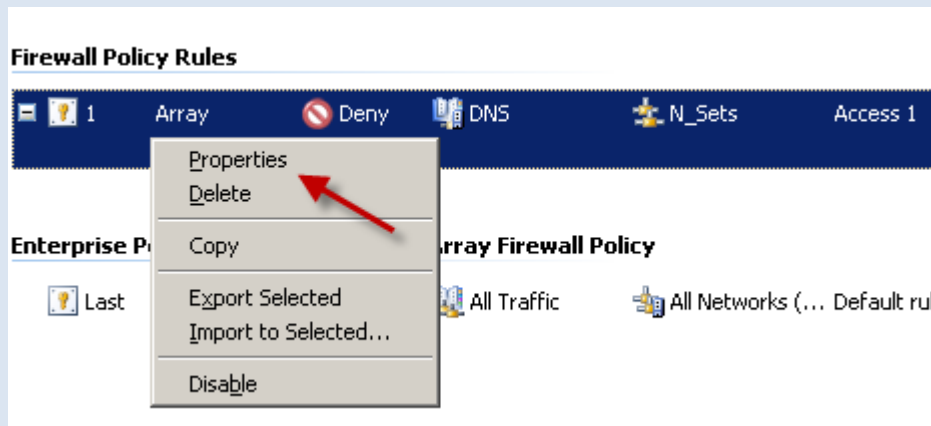 Firewall Policy Rules
1 Array Deny DNS N_Sets Access 1
Properties
Delete
Copy
Export Selected
Import to Selected...
Disable
Enterprise P rray Firewall Policy
Last All Traffic All Networks (... Default ru